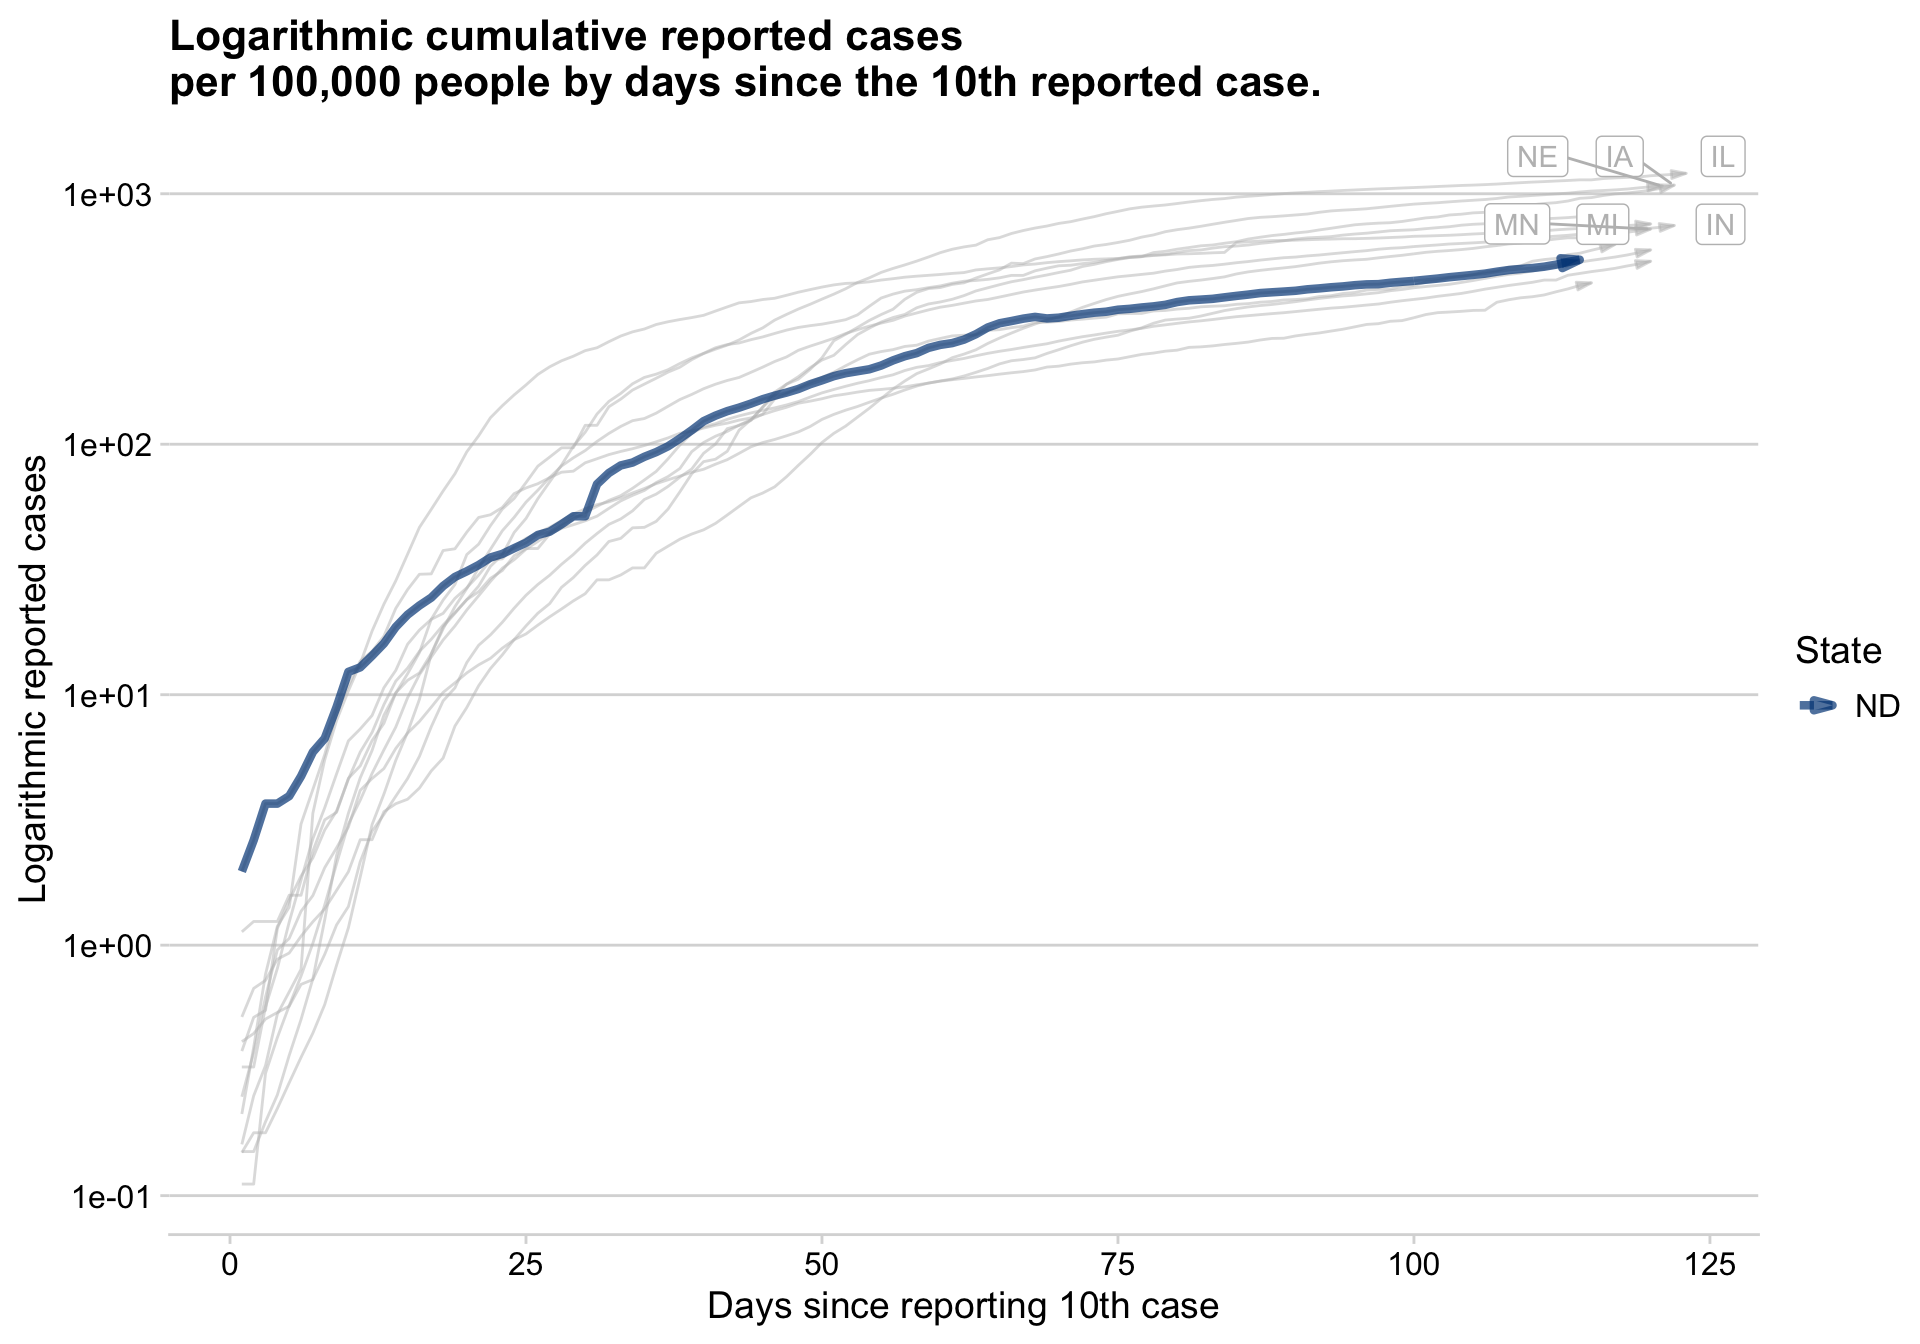 Logarithmic cumulative reported cases
per 100,000 people by days since the 10th reported case.
NE IA IL
1e+03
MN MI IN
1e+02
Logarithmic reported cases
State
1e+01
ND
1e+00
1e-01
0 25 50 75 100 125
Days since reporting 10th case